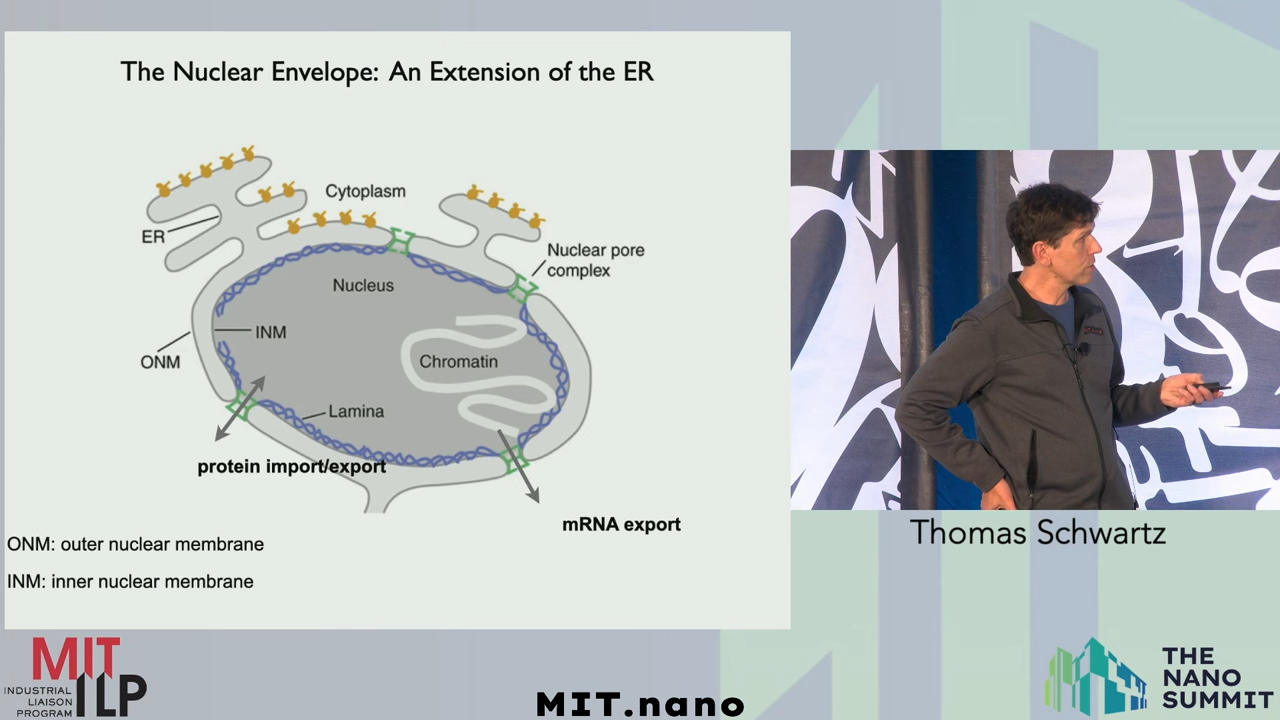 The Nuclear Envelope: An Extension of the ER
Cytoplasm
ER
Nuclear pore
complex
Nucleus
INM
ONM
Chromatin
Lamina
protein import/export
mRNA export
ONM: outer nuclear membrane
INM: inner nuclear membrane
Thomas Schwartz
MIT
INDUSTRIAL
LIAISON
PROGRAM
ILP
MIT.nano
THE
NANO
SUMMIT